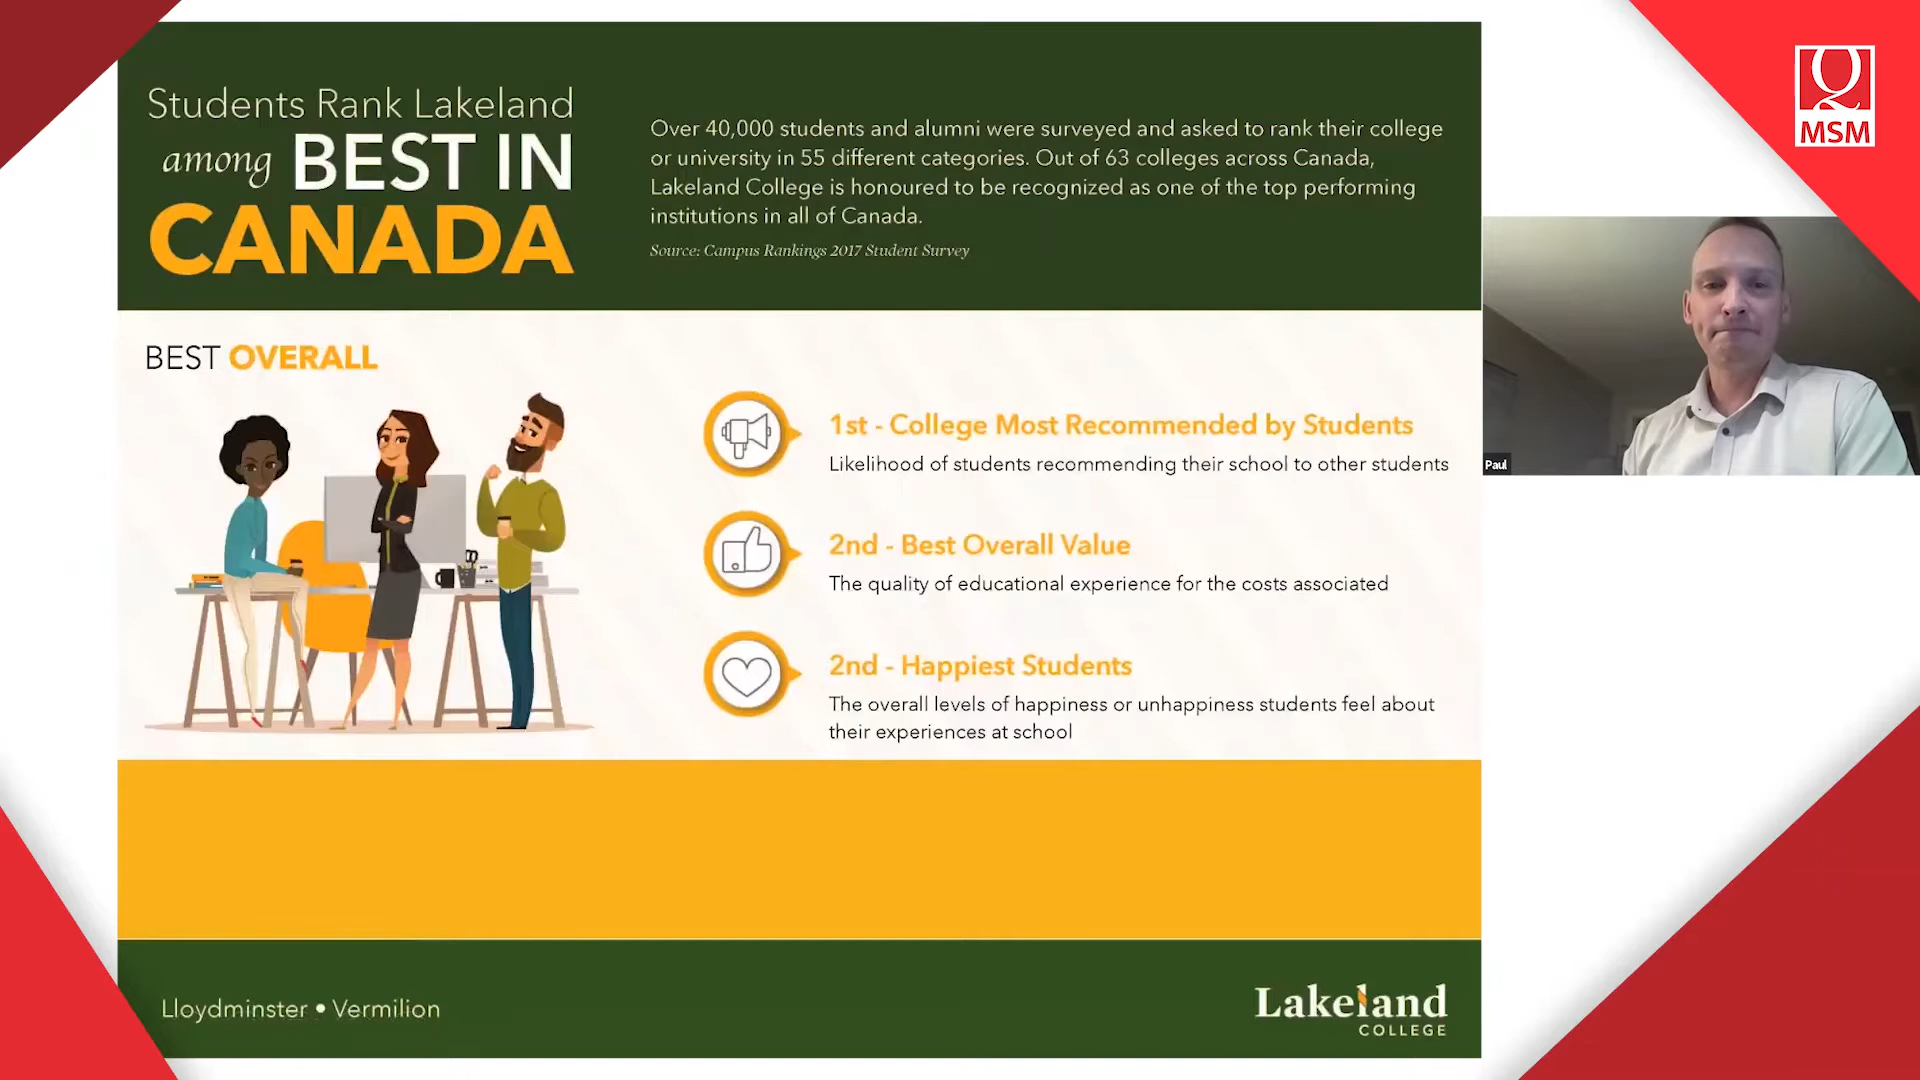 Students Rank Lakeland
among BEST IN
CANADA
Over 40,000 students and alumni were surveyed and asked to rank their college
or university in 55 different categories. Out of 63 colleges across Canada,
Lakeland College is honoured to be recognized as one of the top performing
institutions in all of Canada.
Source: Campus Rankings 2017 Student Survey
MSM
Paul
BEST OVERALL
1st - College Most Recommended by Students
Likelihood of students recommending their school to other students
2nd - Best Overall Value
The quality of educational experience for the costs associated
2nd - Happiest Students
The overall levels of happiness or unhappiness students feel about
their experiences at school
Lloydminster • Vermilion
Lakeland
COLLEGE